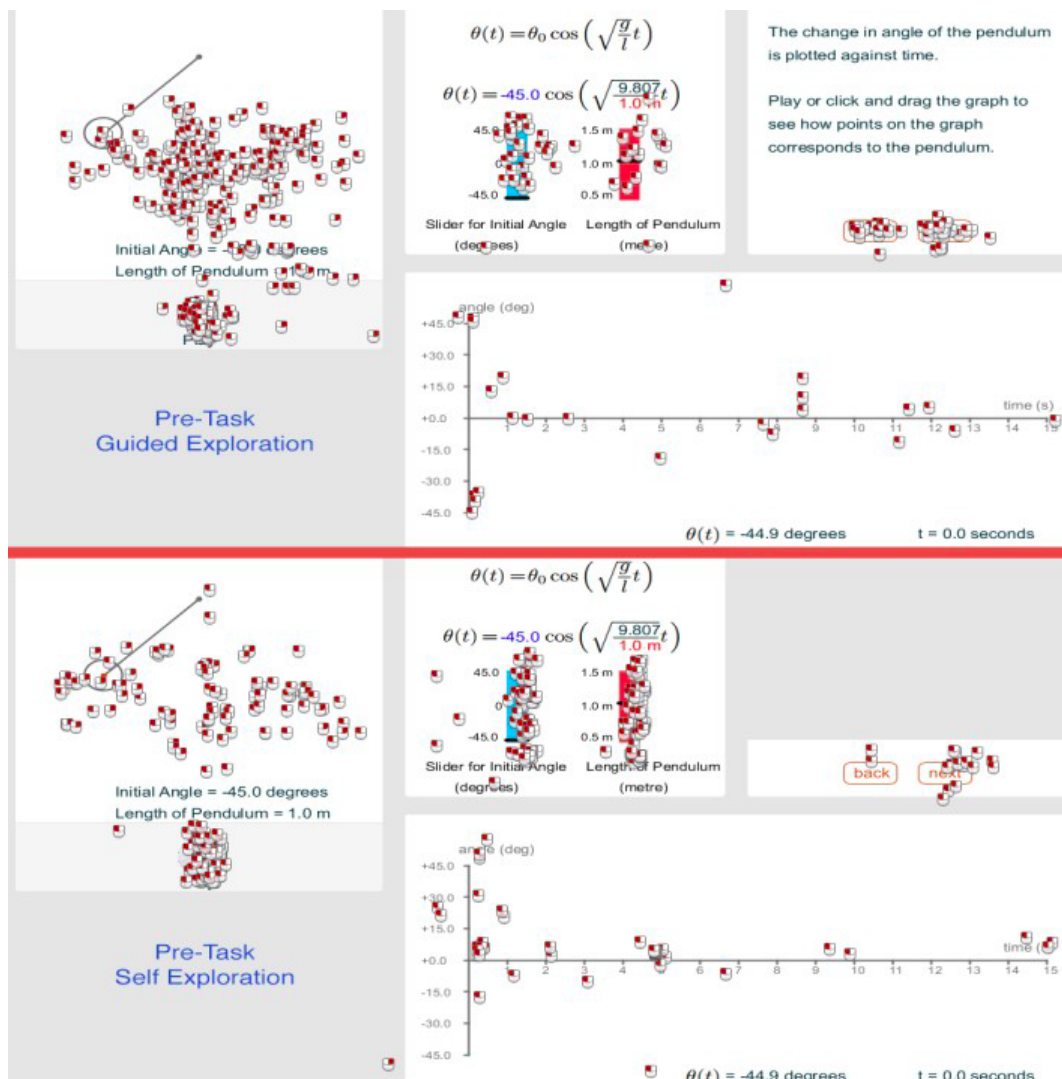 θ(t) = θ₀ cos (√(g/l) t)
θ(t) = -45.0 cos (√(9.807/1.0 m) t)
45.0
0
-45.0
1.5 m
1.0 m
0.5 m
Slider for Initial Angle
(degrees)
Length of Pendulum
(metre)
The change in angle of the pendulum
is plotted against time.
Play or click and drag the graph to
see how points on the graph
corresponds to the pendulum.
Initial Angle = degrees
Length of Pendulum = m
Pre-Task
Guided Exploration
angle (deg)
+45.0
+30.0
+15.0
+0.0
-15.0
-30.0
-45.0
time (s)
1 2 3 4 5 6 7 8 9 10 11 12 13 14 15
θ(t) = -44.9 degrees t = 0.0 seconds
θ(t) = θ₀ cos (√(g/l) t)
θ(t) = -45.0 cos (√(9.807/1.0 m) t)
45.0
0
-45.0
1.5 m
1.0 m
0.5 m
Slider for Initial Angle
(degrees)
Length of Pendulum
(metre)
back next
Initial Angle = -45.0 degrees
Length of Pendulum = 1.0 m
Pre-Task
Self Exploration
angle (deg)
+45.0
+30.0
+15.0
+0.0
-15.0
-30.0
-45.0
time (s)
1 2 3 4 5 6 7 8 9 10 11 12 13 14 15
θ(t) = -44.9 degrees t = 0.0 seconds